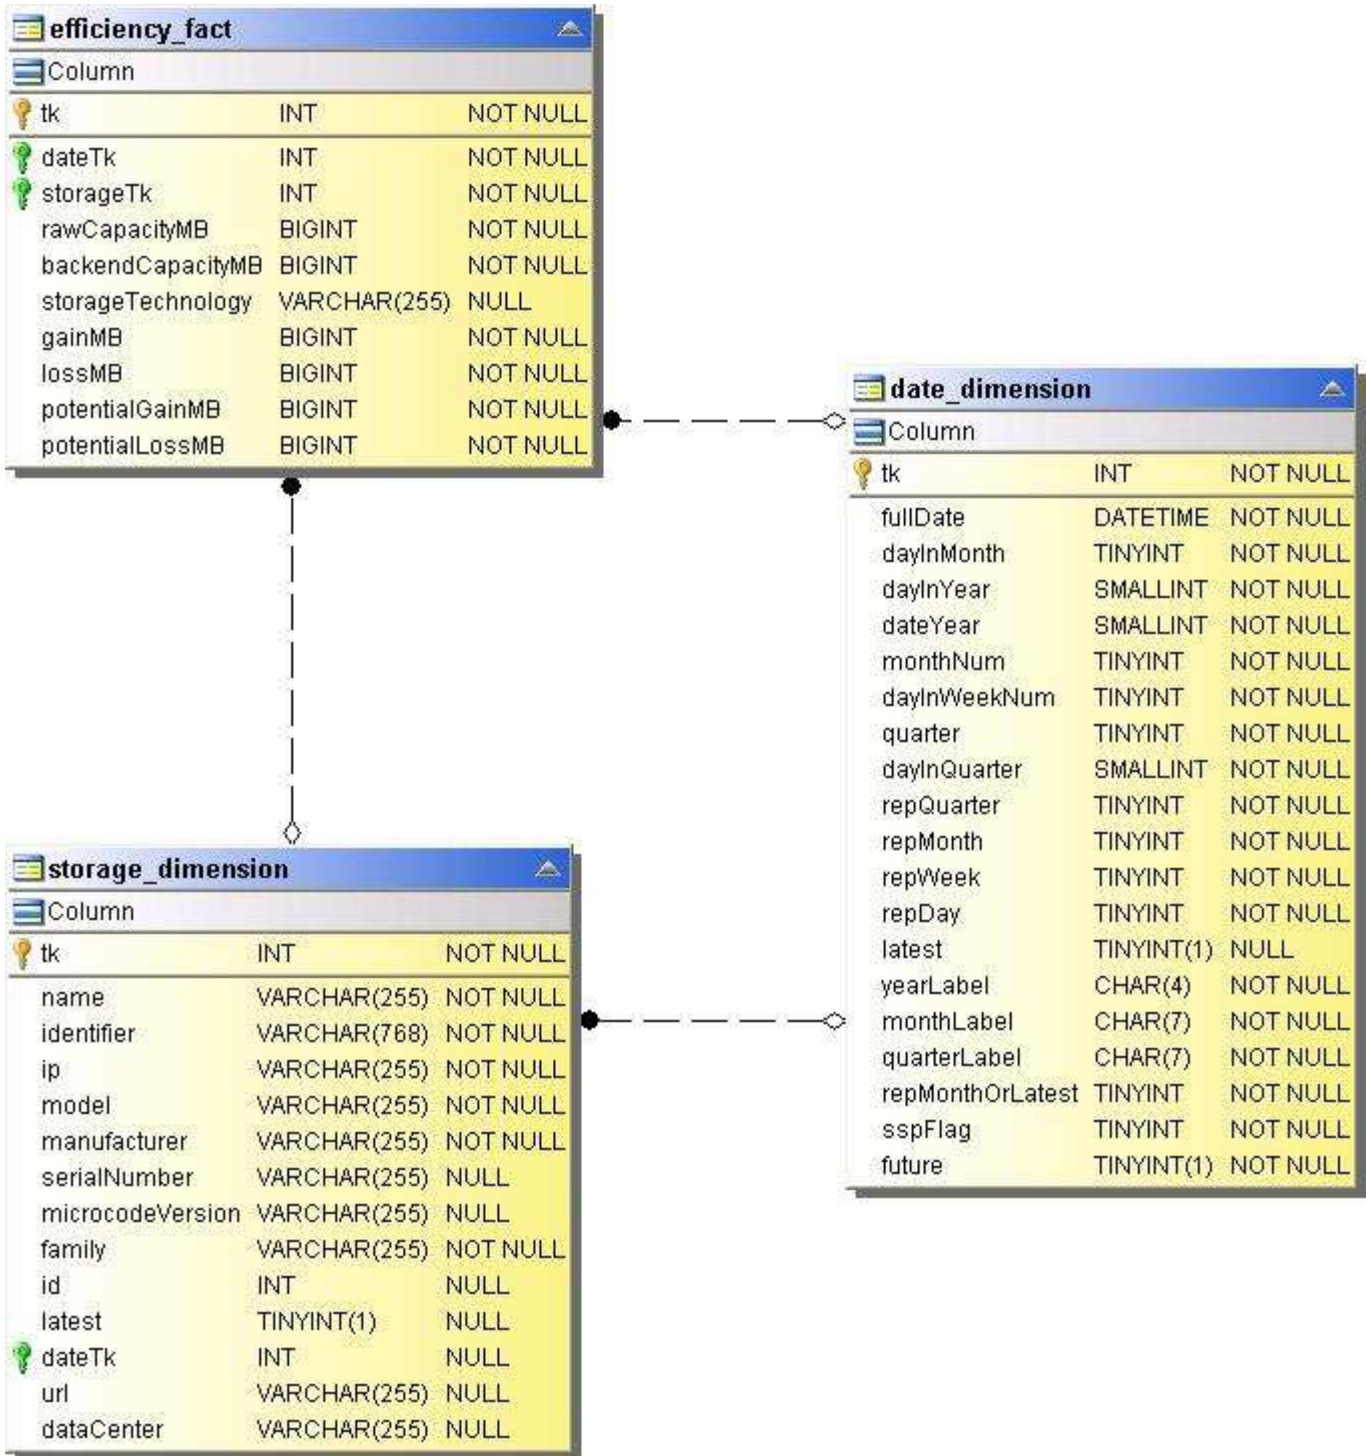 efficiency_fact
Column
tk INT NOT NULL
dateTk INT NOT NULL
storageTk INT NOT NULL
rawCapacityMB BIGINT NOT NULL
backendCapacityMB BIGINT NOT NULL
storageTechnology VARCHAR(255) NULL
gainMB BIGINT NOT NULL
lossMB BIGINT NOT NULL
potentialGainMB BIGINT NOT NULL
potentialLossMB BIGINT NOT NULL
date_dimension
Column
tk INT NOT NULL
fullDate DATETIME NOT NULL
dayInMonth TINYINT NOT NULL
dayInYear SMALLINT NOT NULL
dateYear SMALLINT NOT NULL
monthNum TINYINT NOT NULL
dayInWeekNum TINYINT NOT NULL
quarter TINYINT NOT NULL
dayInQuarter SMALLINT NOT NULL
repQuarter TINYINT NOT NULL
repMonth TINYINT NOT NULL
repWeek TINYINT NOT NULL
repDay TINYINT NOT NULL
latest TINYINT(1) NULL
yearLabel CHAR(4) NOT NULL
monthLabel CHAR(7) NOT NULL
quarterLabel CHAR(7) NOT NULL
repMonthOrLatest TINYINT NOT NULL
sspFlag TINYINT NOT NULL
future TINYINT(1) NOT NULL
storage_dimension
Column
tk INT NOT NULL
name VARCHAR(255) NOT NULL
identifier VARCHAR(768) NOT NULL
ip VARCHAR(255) NOT NULL
model VARCHAR(255) NOT NULL
manufacturer VARCHAR(255) NOT NULL
serialNumber VARCHAR(255) NULL
microcodeVersion VARCHAR(255) NULL
family VARCHAR(255) NOT NULL
id INT NULL
latest TINYINT(1) NULL
dateTk INT NULL
url VARCHAR(255) NULL
dataCenter VARCHAR(255) NULL